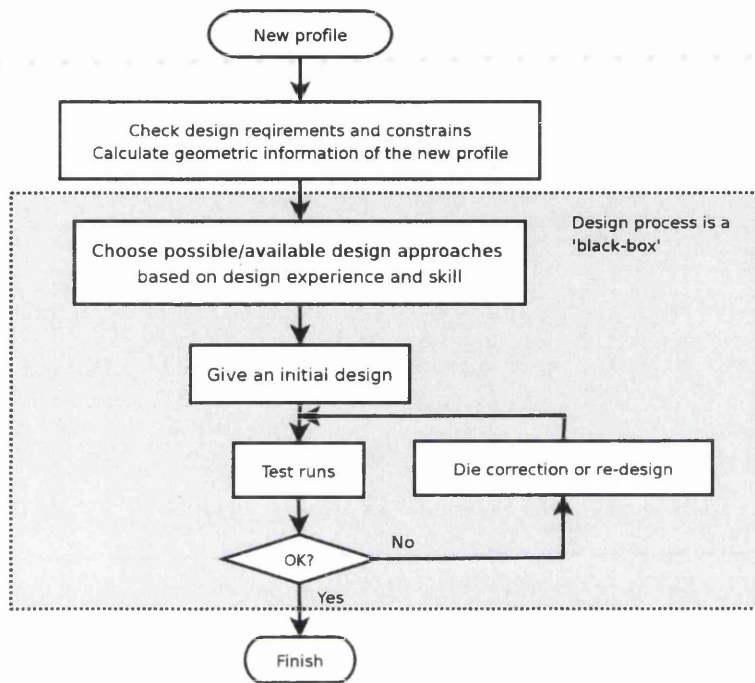 New profile
Check design reqirements and constrains
Calculate geometric information of the new profile
Design process is a
'black-box'
Choose possible/available design approaches
based on design experience and skill
Give an initial design
Test runs
Die correction or re-design
OK?
No
Yes
Finish